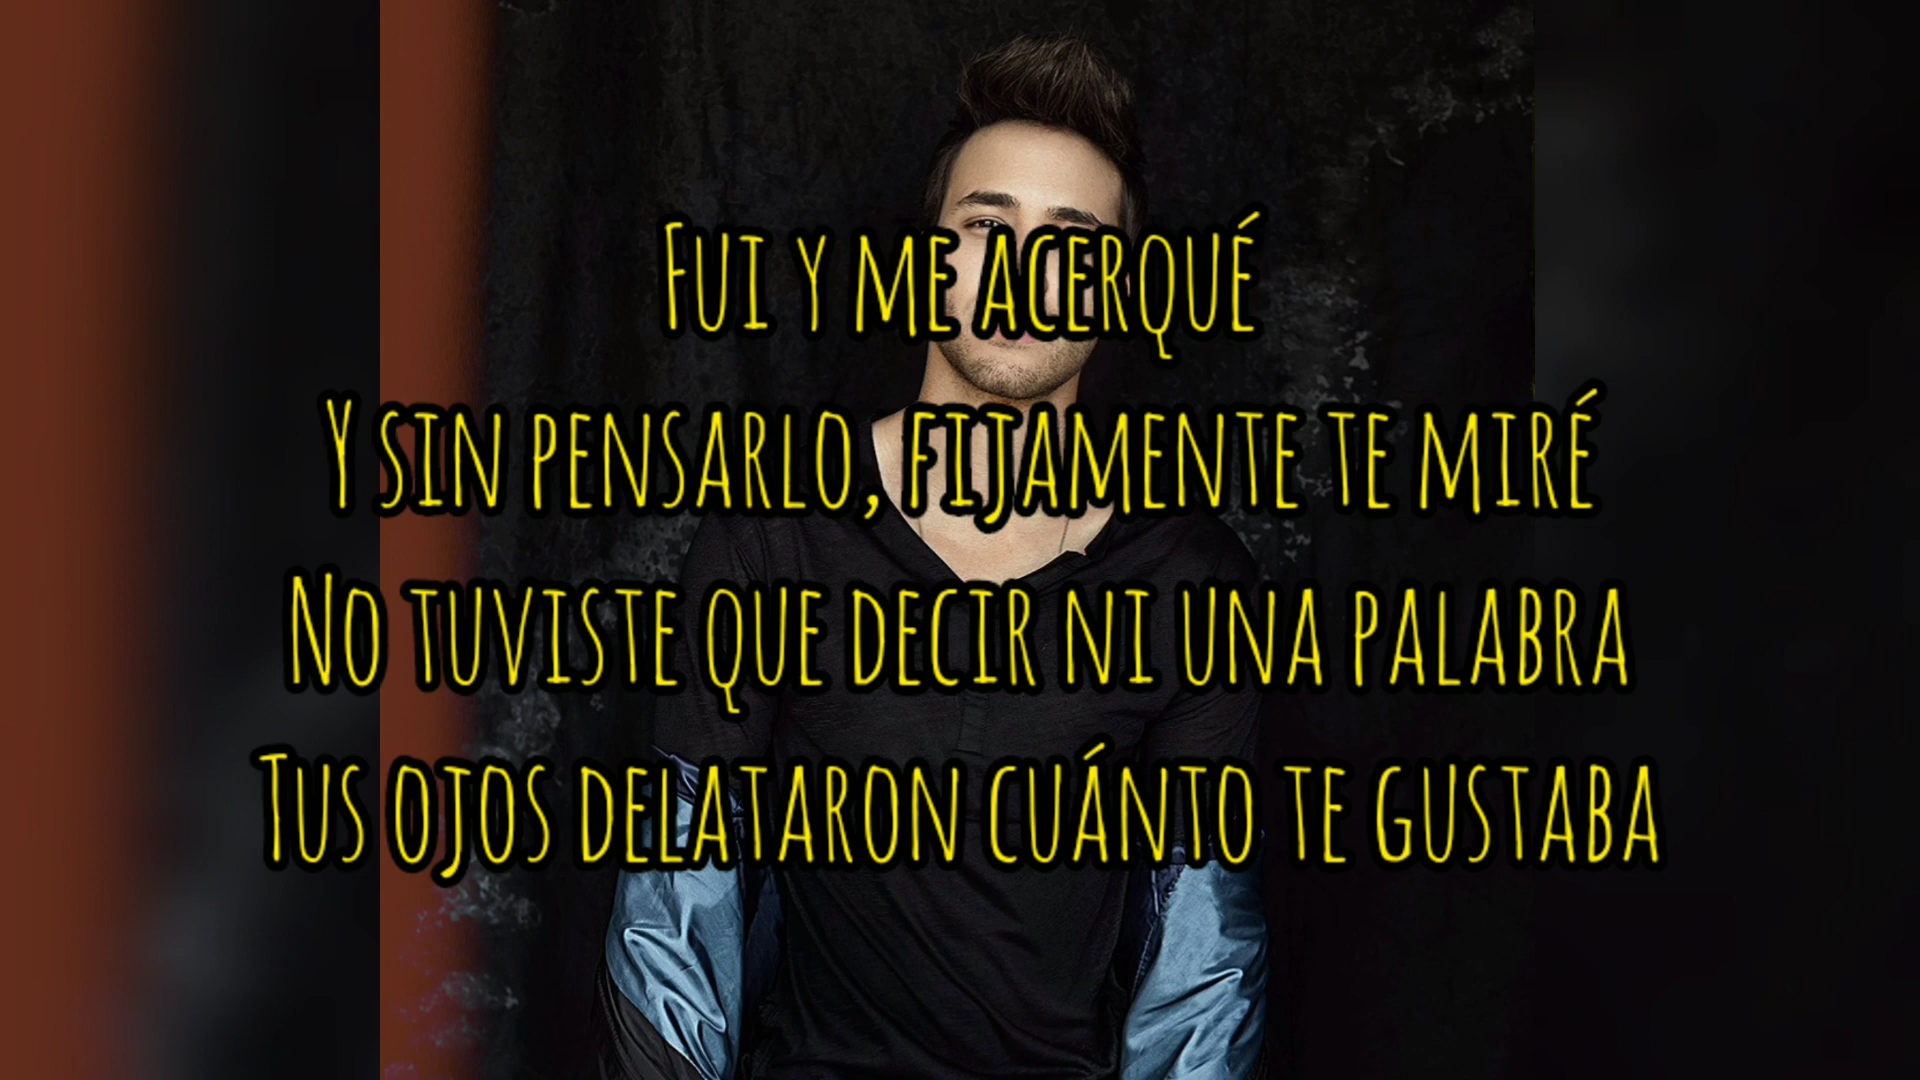 Fui y me acerqué
Y sin pensarlo, fijamente te miré
No tuviste que decir ni una palabra
Tus ojos delataron cuánto te gustaba